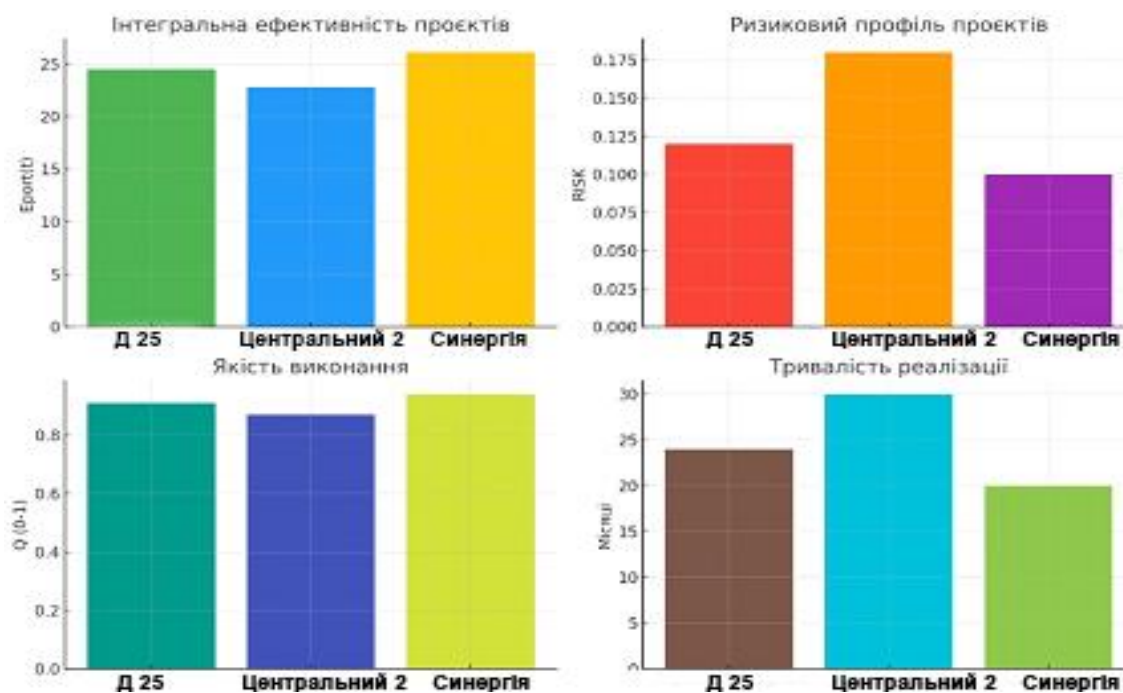 Інтегральна ефективність проєктів
Eport(t)
25
20
15
10
5
0
Д 25
Центральний 2
Синергія
Ризиковий профіль проєктів
RISK
0.175
0.150
0.125
0.100
0.075
0.050
0.025
0.000
Д 25
Центральний 2
Синергія
Якість виконання
Q (0-1)
0.8
0.6
0.4
0.2
0.0
Д 25
Центральний 2
Синергія
Тривалість реалізації
Місяці
30
25
20
15
10
5
0
Д 25
Центральний 2
Синергія